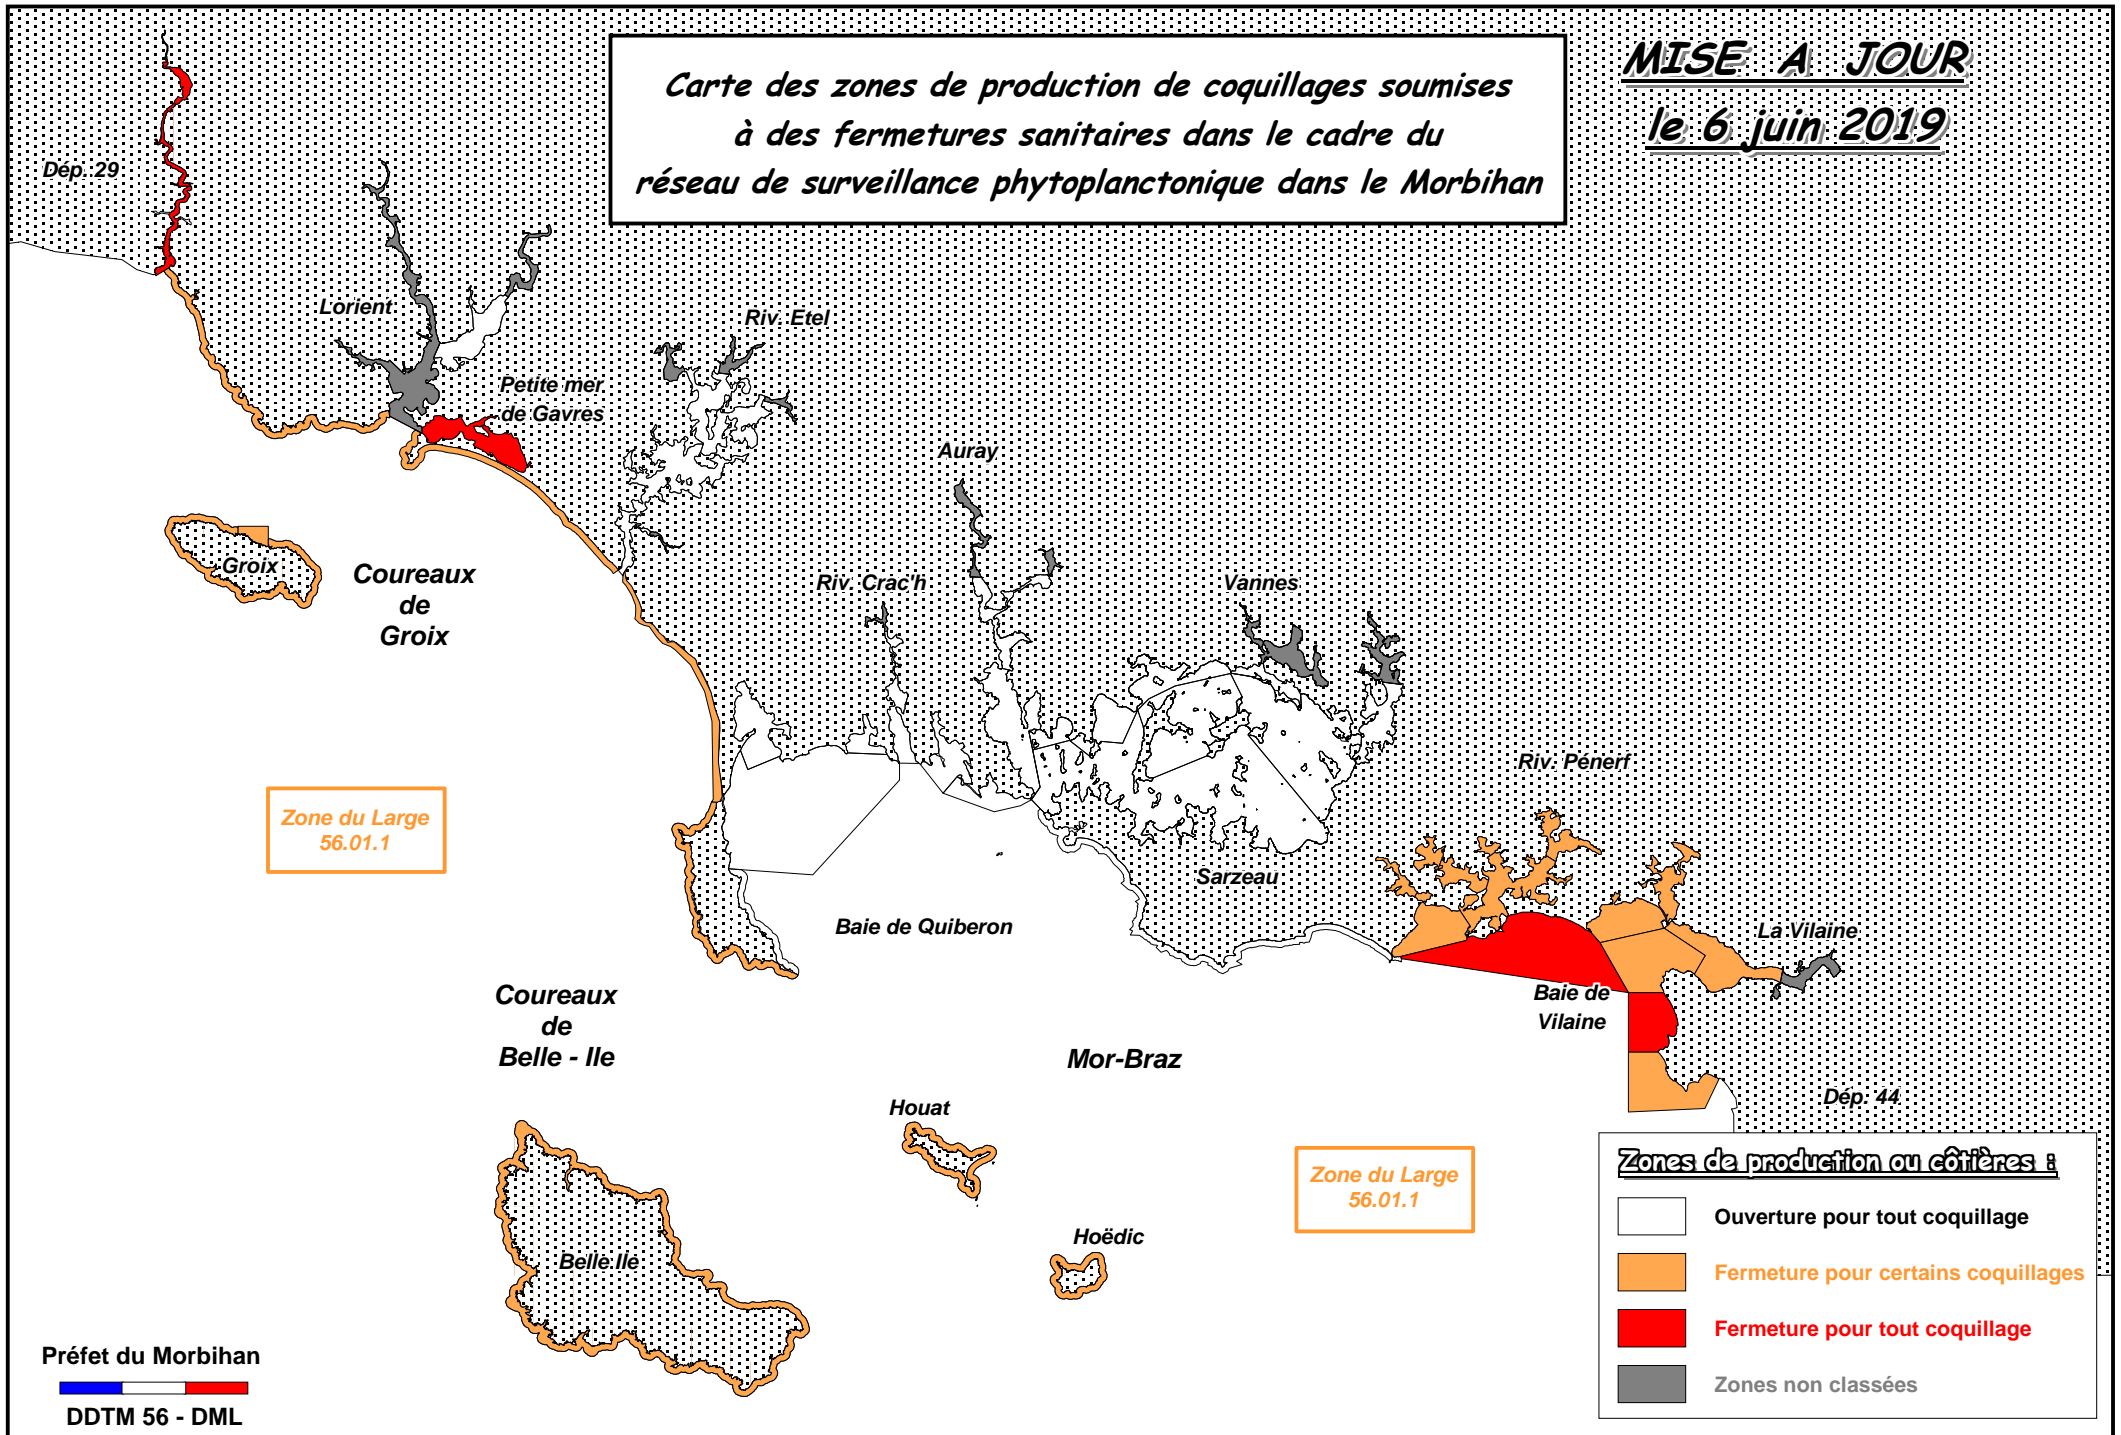 Carte des zones de production de coquillages soumises
à des fermetures sanitaires dans le cadre du
réseau de surveillance phytoplanctonique dans le Morbihan
MISE A JOUR
le 6 juin 2019
Dép. 29
Lorient
Riv. Etel
Petite mer
de Gavres
Auray
Groix
Coureaux
de
Groix
Riv. Crac'h
Vannes
Riv. Pénerf
Zone du Large
56.01.1
Sarzeau
Baie de Quiberon
La Vilaine
Baie de
Vilaine
Coureaux
de
Belle - Ile
Mor-Braz
Dép. 44
Houat
Zone du Large
56.01.1
Hoëdic
Belle Ile
Zones de production ou côtières :
Ouverture pour tout coquillage
Fermeture pour certains coquillages
Fermeture pour tout coquillage
Zones non classées
Préfet du Morbihan
DDTM 56 - DML